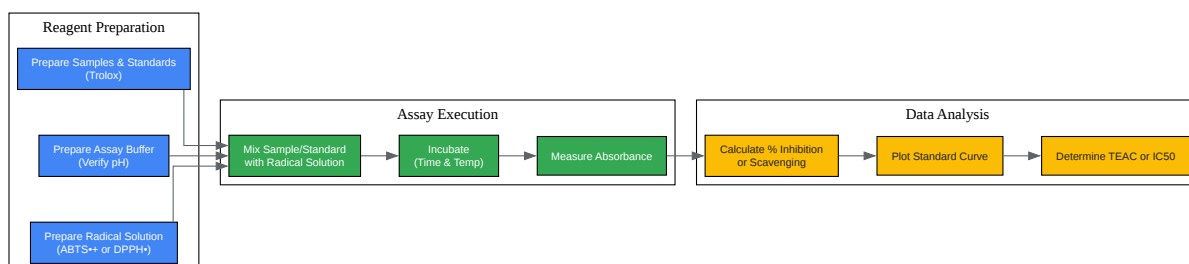 Reagent Preparation
Prepare Samples & Standards
(Trolox)
Prepare Assay Buffer
(Verify pH)
Prepare Radical Solution
(ABTS•+ or DPPH•)
Assay Execution
Mix Sample/Standard
with Radical Solution
Incubate
(Time & Temp)
Measure Absorbance
Data Analysis
Calculate % Inhibition
or Scavenging
Plot Standard Curve
Determine TEAC or IC50